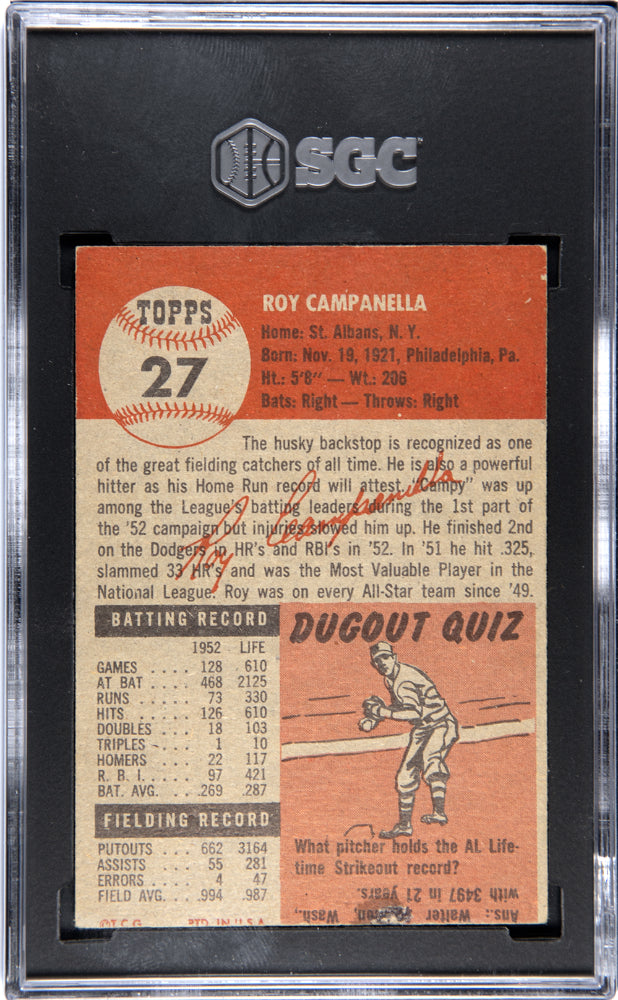 SGC
TOPPS
27
ROY CAMPANELLA
Home: St. Albans, N. Y.
Born: Nov. 19, 1921, Philadelphia, Pa.
Ht.: 5'8" — Wt.: 206
Bats: Right — Throws: Right
The husky backstop is recognized as one
of the great fielding catchers of all time. He is also a powerful
hitter as his Home Run record will attest. "Campy" was up
among the League's batting leaders during the 1st part of
the '52 campaign but injuries slowed him up. He finished 2nd
on the Dodgers in HR's and RBI's in '52. In '51 he hit .325,
slammed 33 HR's and was the Most Valuable Player in the
National League. Roy was on every All-Star team since '49.
Roy Campanella
BATTING RECORD
1952 LIFE
GAMES .... 128 610
AT BAT .... 468 2125
RUNS .... 73 330
HITS .... 126 610
DOUBLES .. 18 103
TRIPLES .. 1 10
HOMERS .. 22 117
R. B. I. .... 97 421
BAT. AVG. .. .269 .287
FIELDING RECORD
PUTOUTS ... 662 3164
ASSISTS ... 55 281
ERRORS .... 4 47
FIELD AVG. .. .994 .987
©T.C.G. PTD. IN U.S.A.
DUGOUT QUIZ
What pitcher holds the AL Life-
time Strikeout record?
Ans.: Walter Wash.,
with 3497 in 21 years.